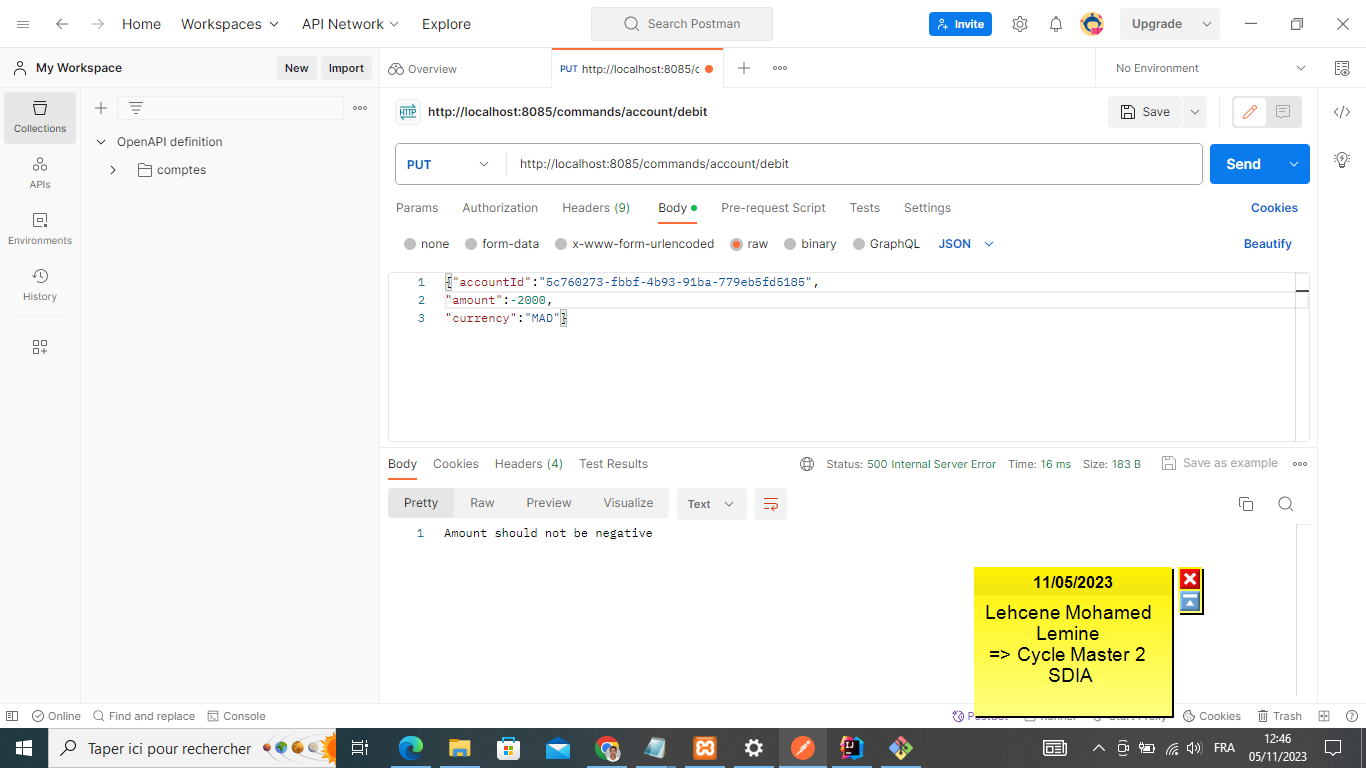 Home Workspaces API Network Explore Search Postman Invite Upgrade
My Workspace New Import Overview PUT http://localhost:8085/c No Environment
Collections
OpenAPI definition
comptes
APIs
Environments
History
HTTP http://localhost:8085/commands/account/debit Save
PUT http://localhost:8085/commands/account/debit Send
Params Authorization Headers (9) Body Pre-request Script Tests Settings Cookies
none form-data x-www-form-urlencoded raw binary GraphQL JSON Beautify
1 {"accountId":"5c760273-fbbf-4b93-91ba-779eb5fd5185",
2 "amount":-2000,
3 "currency":"MAD"}
Body Cookies Headers (4) Test Results Status: 500 Internal Server Error Time: 16 ms Size: 183 B Save as example
Pretty Raw Preview Visualize Text
1 Amount should not be negative
11/05/2023
Lehcene Mohamed
Lemine
=> Cycle Master 2
SDIA
Online Find and replace Console Cookies Trash
Taper ici pour rechercher FRA 12:46
05/11/2023